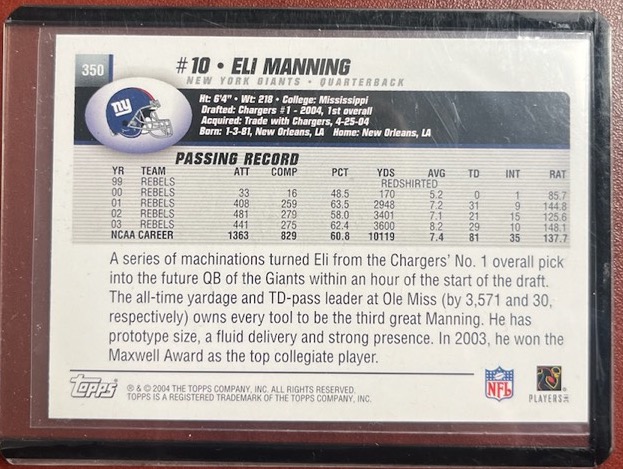 350
#10 • ELI MANNING
NEW YORK GIANTS • QUARTERBACK
ny
Ht: 6'4" • Wt: 218 • College: Mississippi
Drafted: Chargers #1 - 2004, 1st overall
Acquired: Trade with Chargers, 4-25-04
Born: 1-3-81, New Orleans, LA Home: New Orleans, LA
PASSING RECORD
YR TEAM ATT COMP PCT YDS AVG TD INT RAT
99 REBELS REDSHIRTED
00 REBELS 33 16 48.5 170 5.2 0 1 85.7
01 REBELS 408 259 63.5 2948 7.2 31 9 144.8
02 REBELS 481 279 58.0 3401 7.1 21 15 125.6
03 REBELS 441 275 62.4 3600 8.2 29 10 148.1
NCAA CAREER 1363 829 60.8 10119 7.4 81 35 137.7
A series of machinations turned Eli from the Chargers' No. 1 overall pick
into the future QB of the Giants within an hour of the start of the draft.
The all-time yardage and TD-pass leader at Ole Miss (by 3,571 and 30,
respectively) owns every tool to be the third great Manning. He has
prototype size, a fluid delivery and strong presence. In 2003, he won the
Maxwell Award as the top collegiate player.
Topps
® & © 2004 THE TOPPS COMPANY, INC. ALL RIGHTS RESERVED.
TOPPS IS A REGISTERED TRADEMARK OF THE TOPPS COMPANY, INC.
NFL
PLAYERS INC